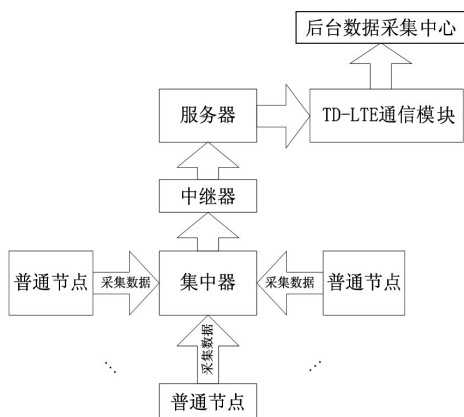 后台数据采集中心
服务器
TD-LTE通信模块
中继器
普通节点
采集数据
集中器
采集数据
普通节点
采集数据
...
...
普通节点